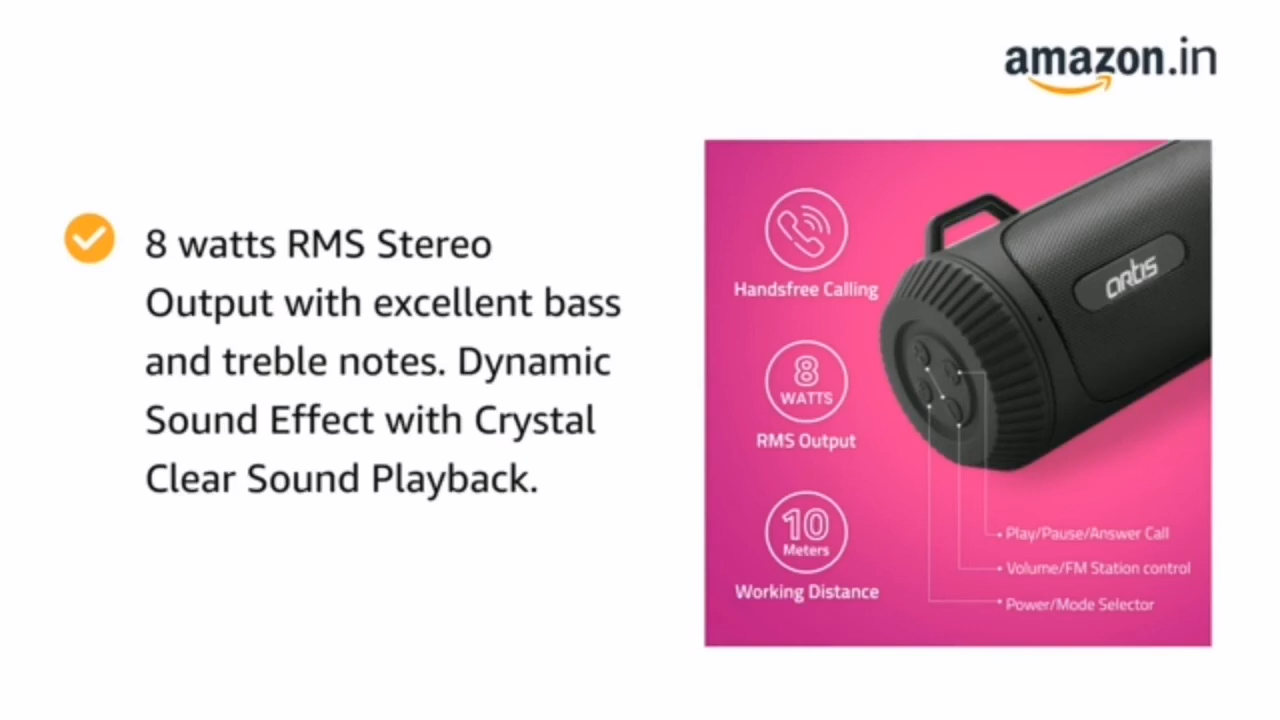 amazon.in
8 watts RMS Stereo
Output with excellent bass
and treble notes. Dynamic
Sound Effect with Crystal
Clear Sound Playback.
Handsfree Calling
8
WATTS
RMS Output
10
Meters
Working Distance
artis
Play/Pause/Answer Call
Volume/FM Station control
Power/Mode Selector